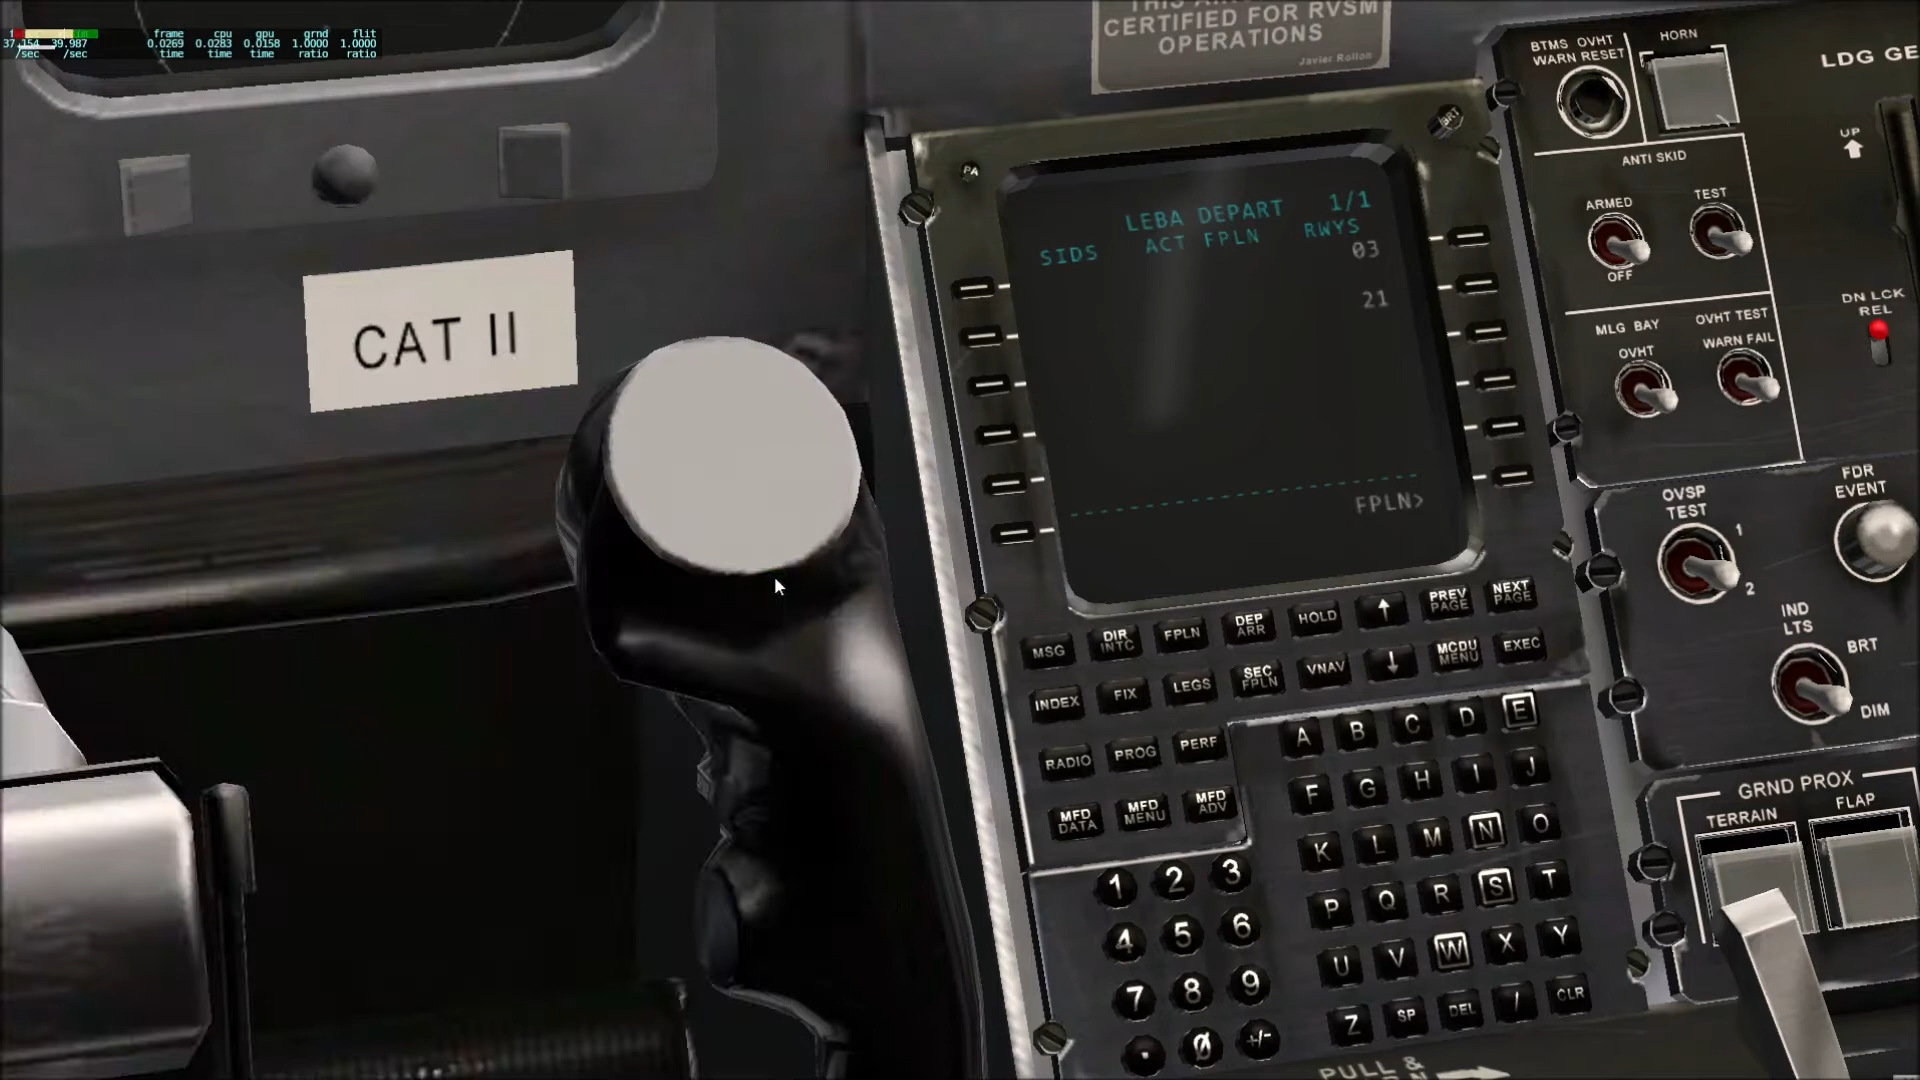 frame cpu gpu grnd flit
37.154 39.987 0.0269 0.0283 0.0158 1.0000 1.0000
/sec /sec time time time ratio ratio
CERTIFIED FOR RVSM
OPERATIONS
Javier Rollon
BTMS OVHT
WARN RESET
HORN
LDG GE
ANTI SKID
ARMED
TEST
OFF
UP
DN LCK
REL
MLG BAY
OVHT
OVHT TEST
WARN FAIL
CAT II
BRT
LEBA DEPART 1/1
SIDS ACT FPLN RWYS
03
21
FPLN>
OVSP
TEST
1
2
FDR
EVENT
IND
LTS
BRT
DIM
GRND PROX
TERRAIN
FLAP
MSG
DIR
INTC
FPLN
DEP
ARR
HOLD
↑
PREV
PAGE
NEXT
PAGE
INDEX
FIX
LEGS
SEC
FPLN
VNAV
↓
MCDU
MENU
EXEC
RADIO
PROG
PERF
MFD
DATA
MFD
MENU
MFD
ADV
A B C D E
F G H I J
K L M N O
P Q R S T
U V W X Y
Z SP DEL / CLR
1 2 3
4 5 6
7 8 9
. 0 +/-
PULL &